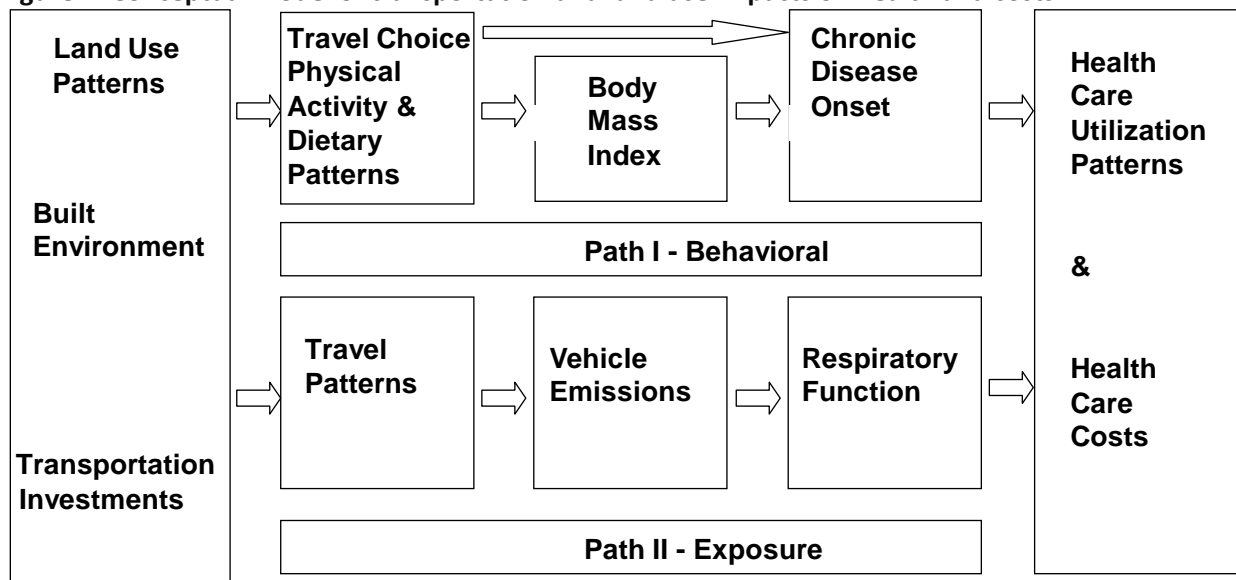 Land Use
Patterns
Built
Environment
Transportation
Investments
Travel Choice
Physical
Activity &
Dietary
Patterns
Body
Mass
Index
Chronic
Disease
Onset
Path I - Behavioral
Travel
Patterns
Vehicle
Emissions
Respiratory
Function
Path II - Exposure
Health
Care
Utilization
Patterns
&
Health
Care
Costs